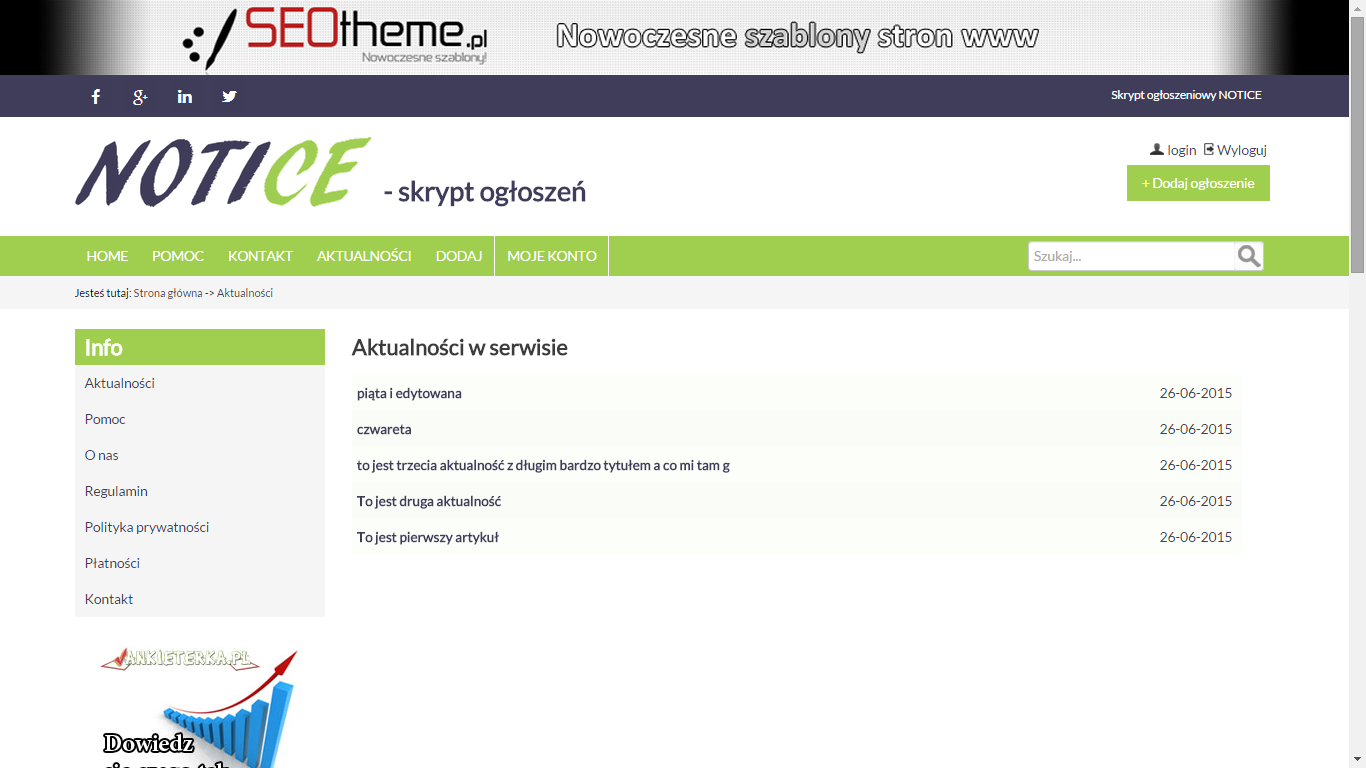 SEOtheme.pl
Nowoczesne szablony!
Nowoczesne szablony stron www
Skrypt ogłoszeniowy NOTICE
NOTICE - skrypt ogłoszeń
login Wyloguj
+ Dodaj ogłoszenie
HOME POMOC KONTAKT AKTUALNOŚCI DODAJ MOJE KONTO Szukaj...
Jesteś tutaj: Strona główna -> Aktualności
Info
Aktualności
Pomoc
O nas
Regulamin
Polityka prywatności
Płatności
Kontakt
Aktualności w serwisie
piąta i edytowana 26-06-2015
czwareta 26-06-2015
to jest trzecia aktualność z długim bardzo tytułem a co mi tam g 26-06-2015
To jest druga aktualność 26-06-2015
To jest pierwszy artykuł 26-06-2015
ANKIETERKA.PL
Dowiedz